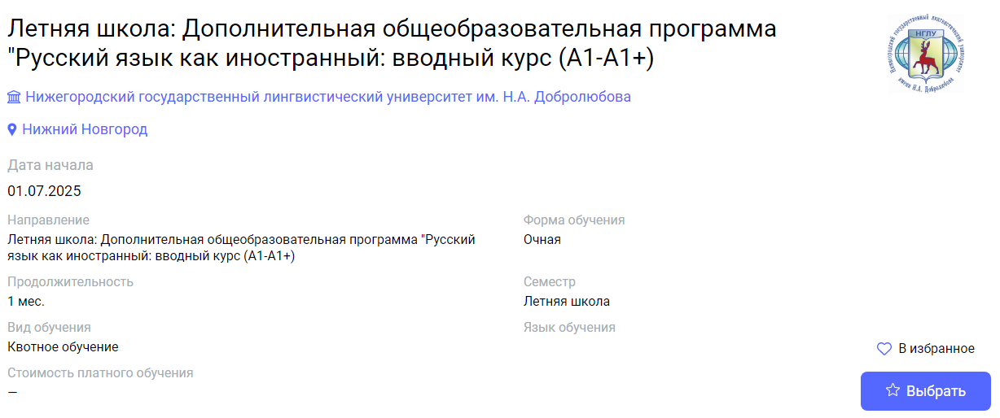 Летняя школа: Дополнительная общеобразовательная программа
"Русский язык как иностранный: вводный курс (А1-А1+)
Нижегородский государственный лингвистический университет
НГЛУ
имени Н.А. Добролюбова
Нижегородский государственный лингвистический университет им. Н.А. Добролюбова
Нижний Новгород
Дата начала
01.07.2025
Направление
Летняя школа: Дополнительная общеобразовательная программа "Русский
язык как иностранный: вводный курс (А1-А1+)
Форма обучения
Очная
Продолжительность
1 мес.
Семестр
Летняя школа
Вид обучения
Квотное обучение
Язык обучения
Стоимость платного обучения
—
В избранное
Выбрать